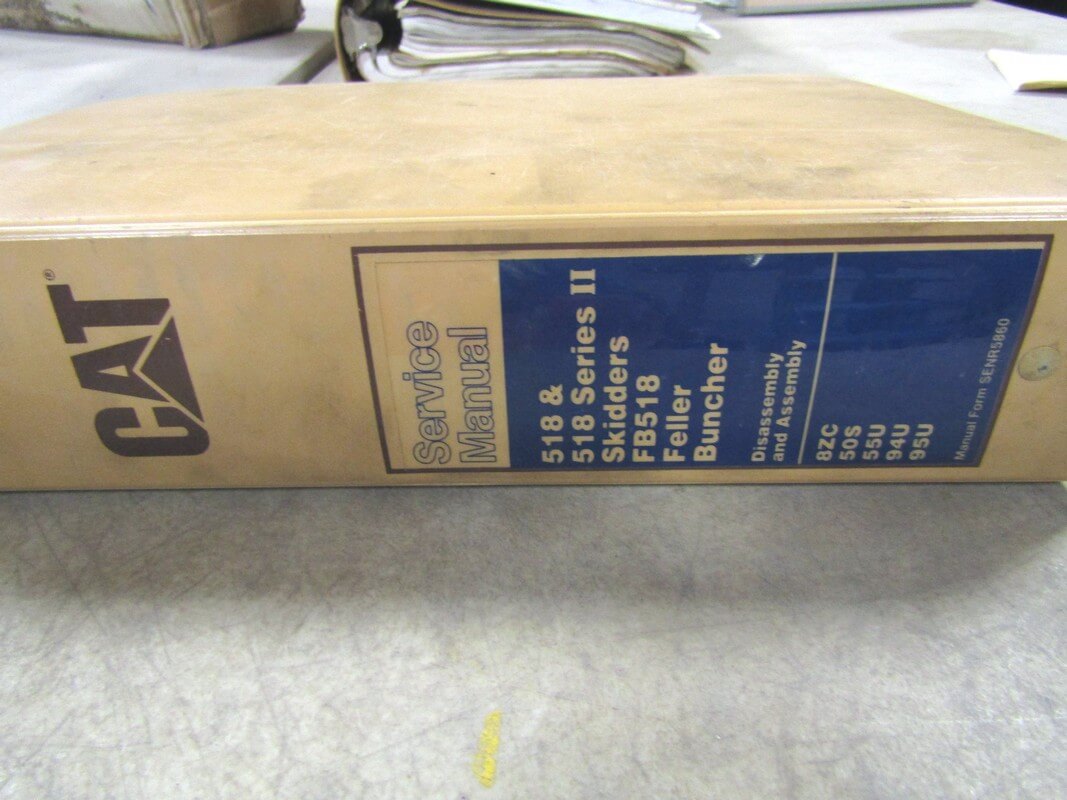 CAT®
Service
Manual
518 &
518 Series II
Skidders
FB518
Feller
Buncher
Disassembly
and Assembly
8ZC
50S
55U
94U
95U
Manual Form SENR5860